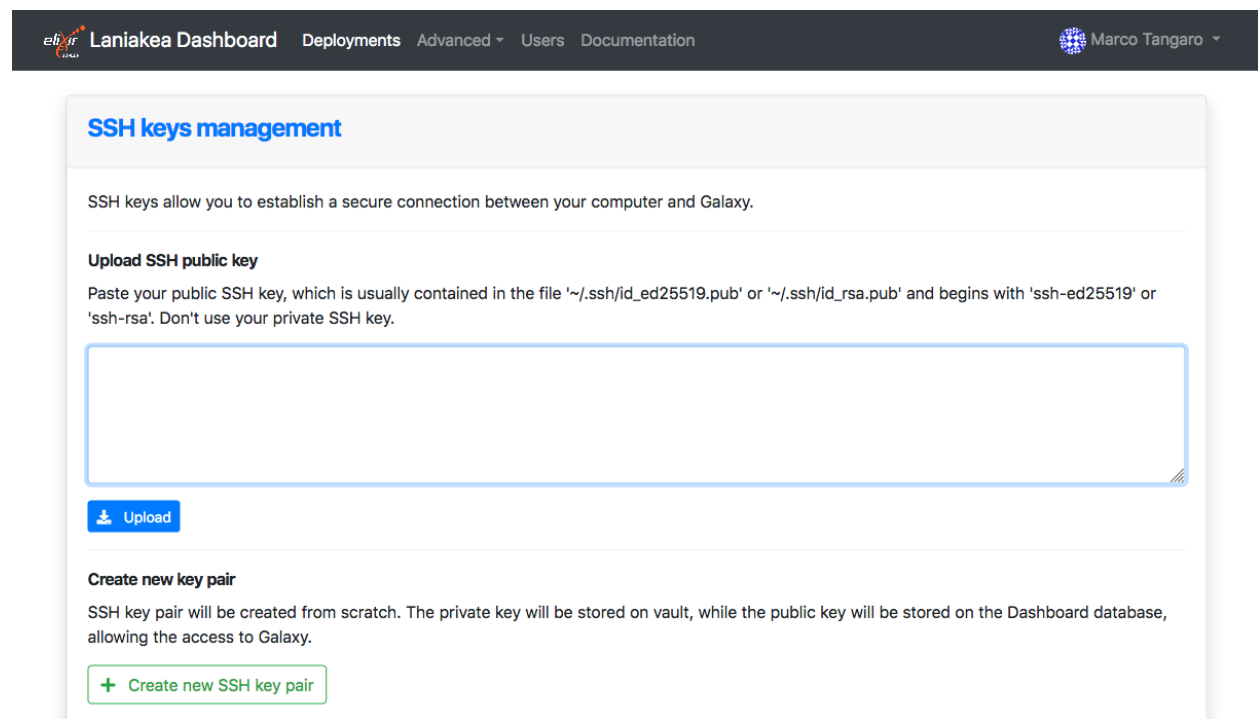 elixir Laniakea Dashboard Deployments Advanced Users Documentation Marco Tangaro
SSH keys management
SSH keys allow you to establish a secure connection between your computer and Galaxy.
Upload SSH public key
Paste your public SSH key, which is usually contained in the file '~/.ssh/id_ed25519.pub' or '~/.ssh/id_rsa.pub' and begins with 'ssh-ed25519' or
'ssh-rsa'. Don't use your private SSH key.
Upload
Create new key pair
SSH key pair will be created from scratch. The private key will be stored on vault, while the public key will be stored on the Dashboard database,
allowing the access to Galaxy.
+ Create new SSH key pair